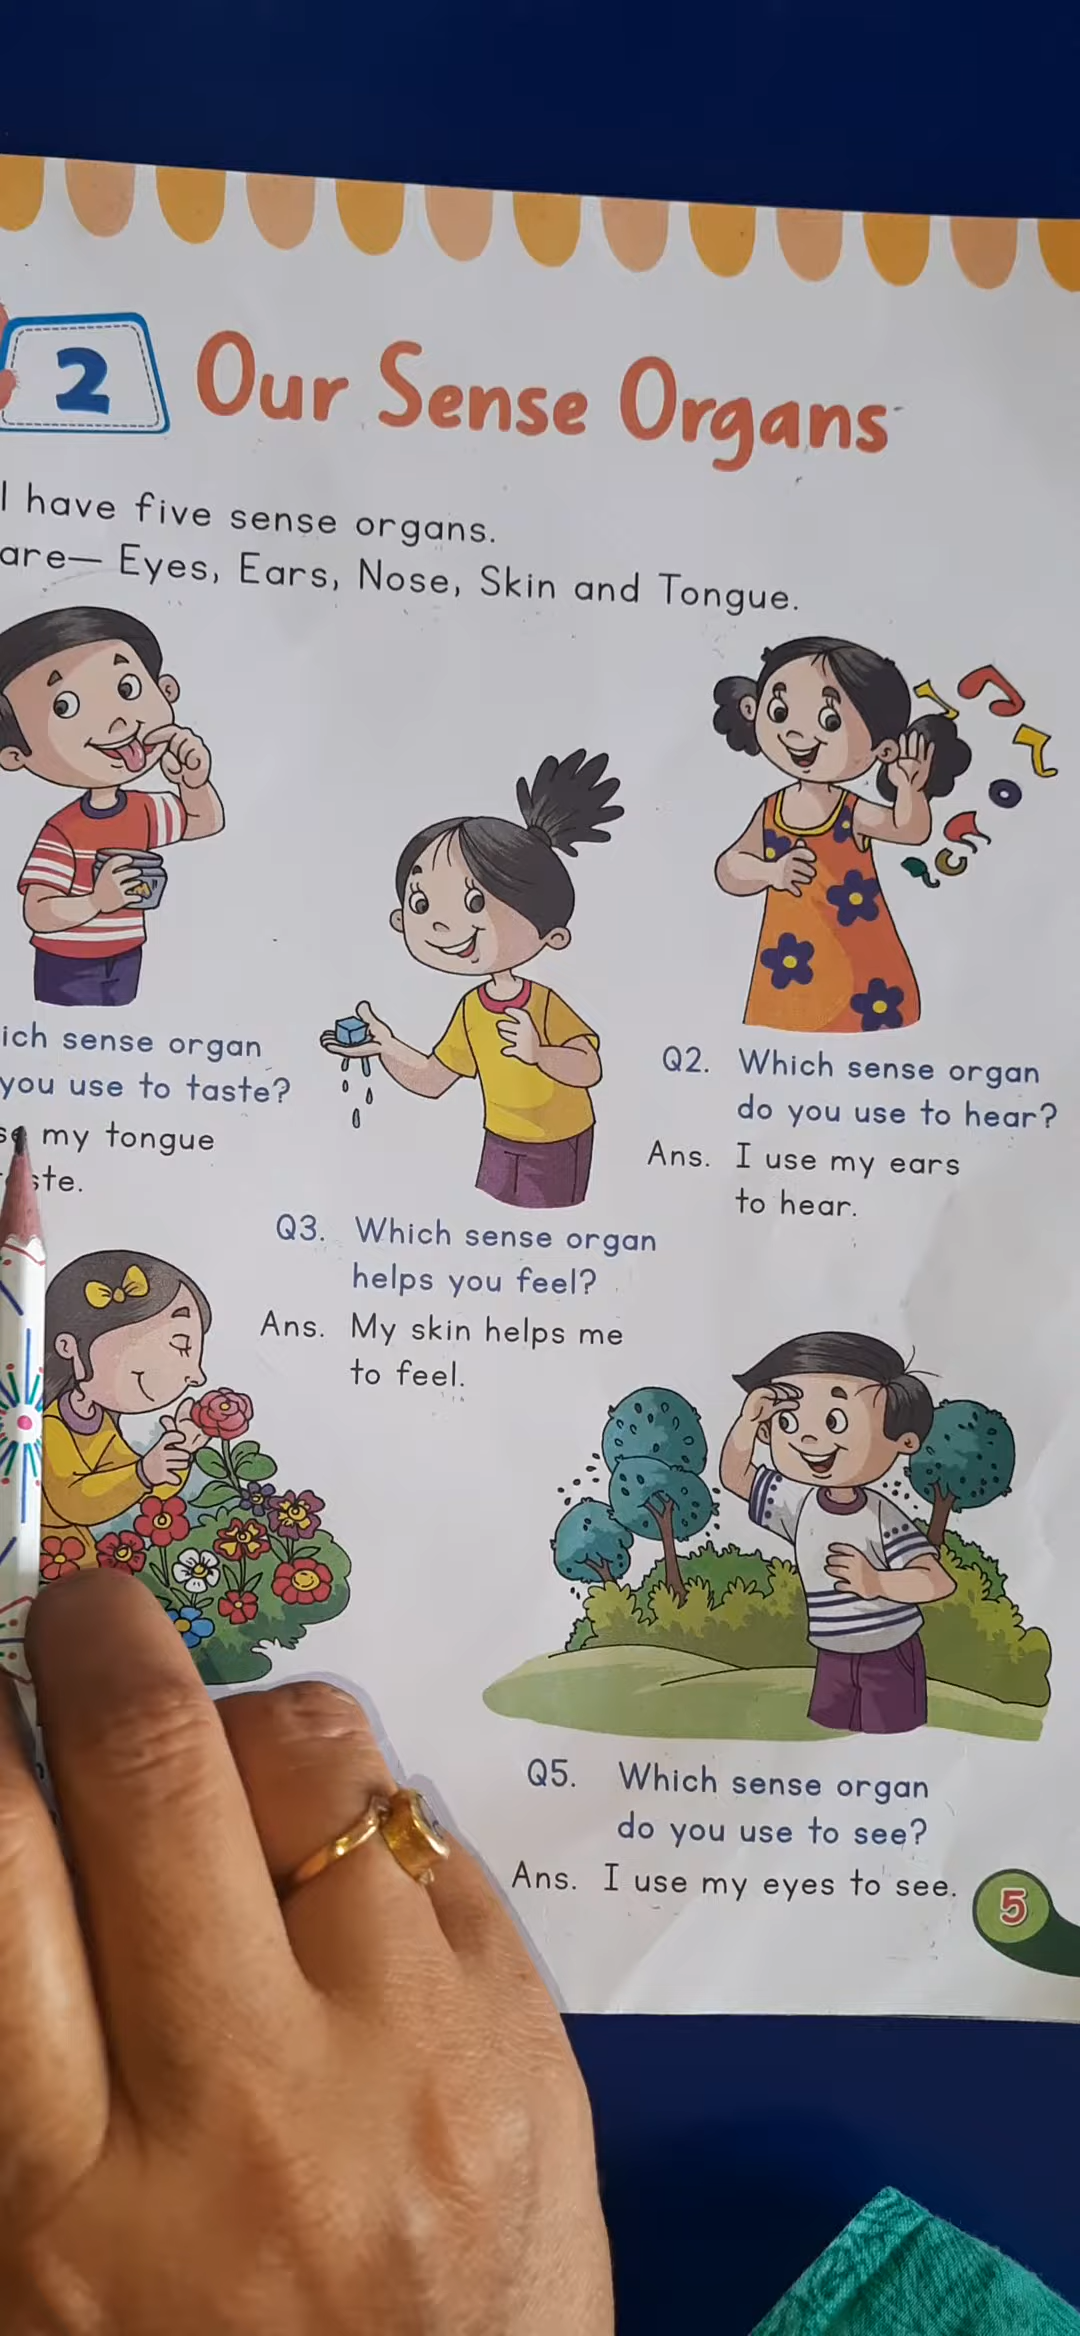 2 Our Sense Organs
I have five sense organs.
are— Eyes, Ears, Nose, Skin and Tongue.
sense organ
you use to taste?
my tongue
Q2. Which sense organ
do you use to hear?
Ans. I use my ears
to hear.
Q3. Which sense organ
helps you feel?
Ans. My skin helps me
to feel.
Q5. Which sense organ
do you use to see?
Ans. I use my eyes to see.
5